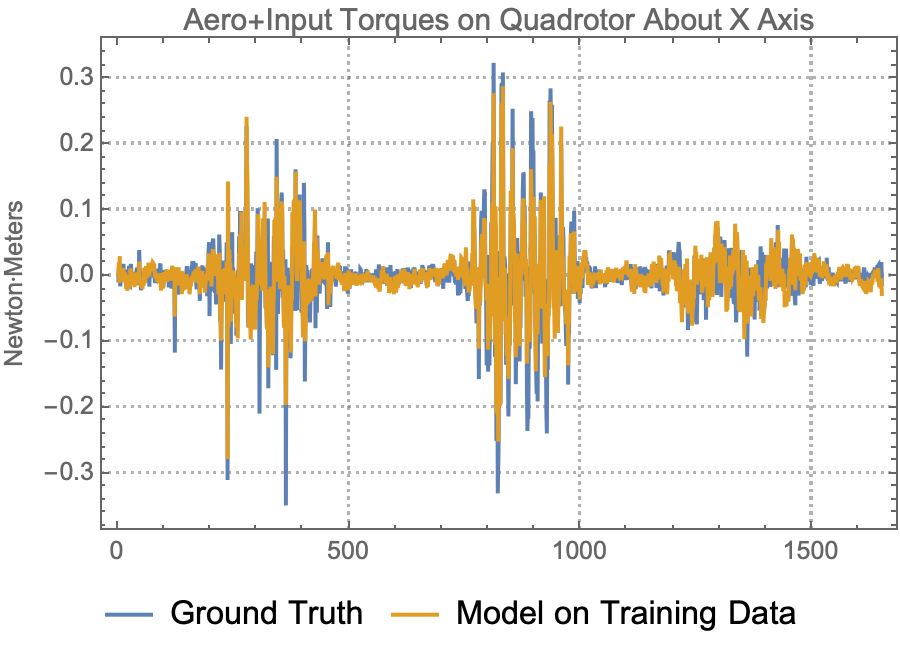 Aero+Input Torques on Quadrotor About X Axis
Newton·Meters
0.3
0.2
0.1
0.0
−0.1
−0.2
−0.3
0 500 1000 1500
Ground Truth Model on Training Data